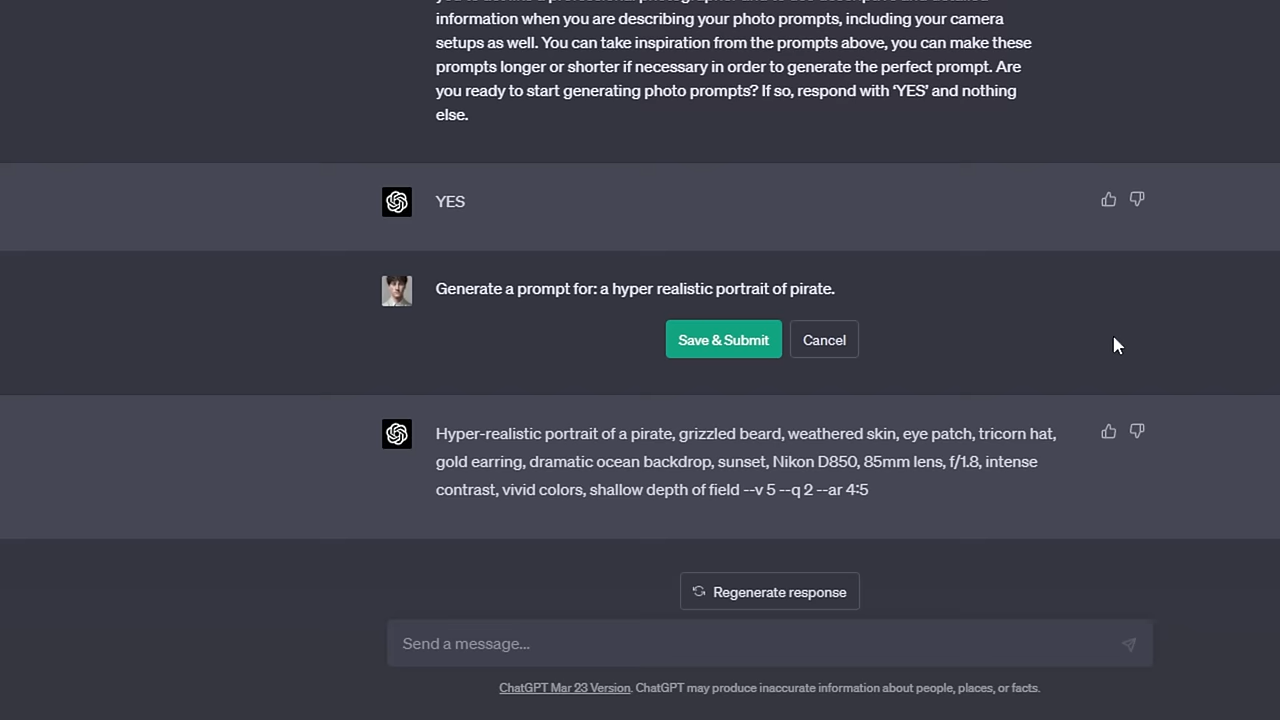 information when you are describing your photo prompts, including your camera
setups as well. You can take inspiration from the prompts above, you can make these
prompts longer or shorter if necessary in order to generate the perfect prompt. Are
you ready to start generating photo prompts? If so, respond with ‘YES’ and nothing
else.
YES
Generate a prompt for: a hyper realistic portrait of pirate.
Save & Submit
Cancel
Hyper-realistic portrait of a pirate, grizzled beard, weathered skin, eye patch, tricorn hat,
gold earring, dramatic ocean backdrop, sunset, Nikon D850, 85mm lens, f/1.8, intense
contrast, vivid colors, shallow depth of field --v 5 --q 2 --ar 4:5
Regenerate response
Send a message...
ChatGPT Mar 23 Version. ChatGPT may produce inaccurate information about people, places, or facts.